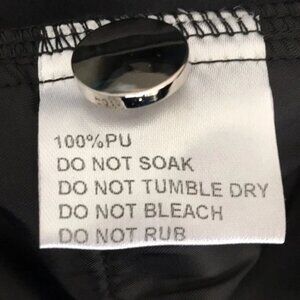 100%PU
DO NOT SOAK
DO NOT TUMBLE DRY
DO NOT BLEACH
DO NOT RUB